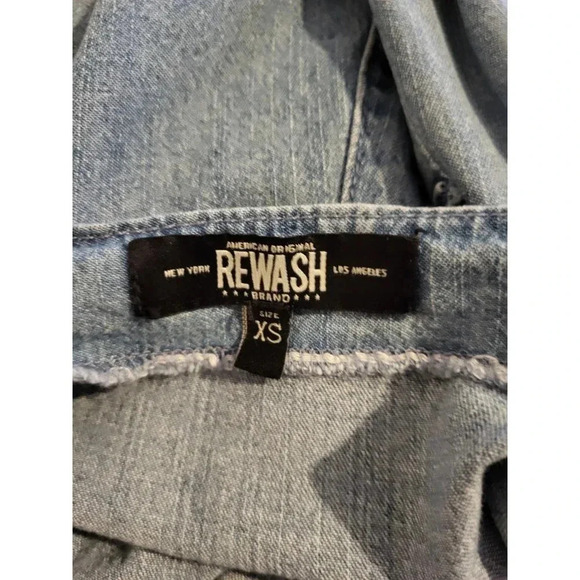 AMERICAN ORIGINAL
NEW YORK REWASH LOS ANGELES
★ ★ ★ BRAND ★ ★ ★
SIZE
XS